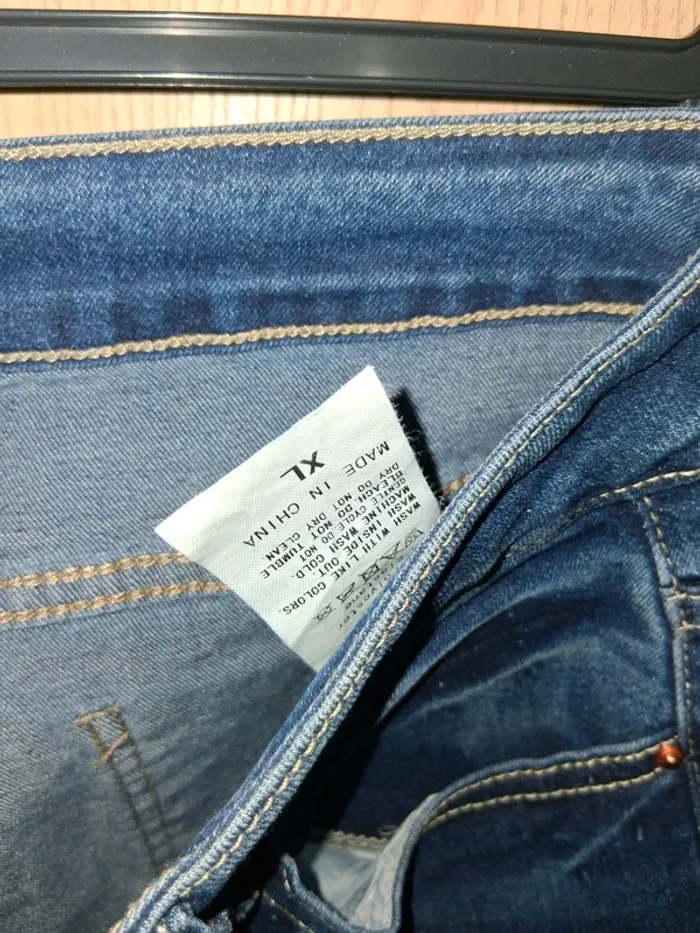 WASH WITH LIKE COLORS.
WASH INSIDE OUT.
MACHINE WASH COLD.
GENTLE CYCLE.DO NOT
BLEACH.DO NOT TUMBLE
DRY DO NOT DRY CLEAN
MADE IN CHINA
XL